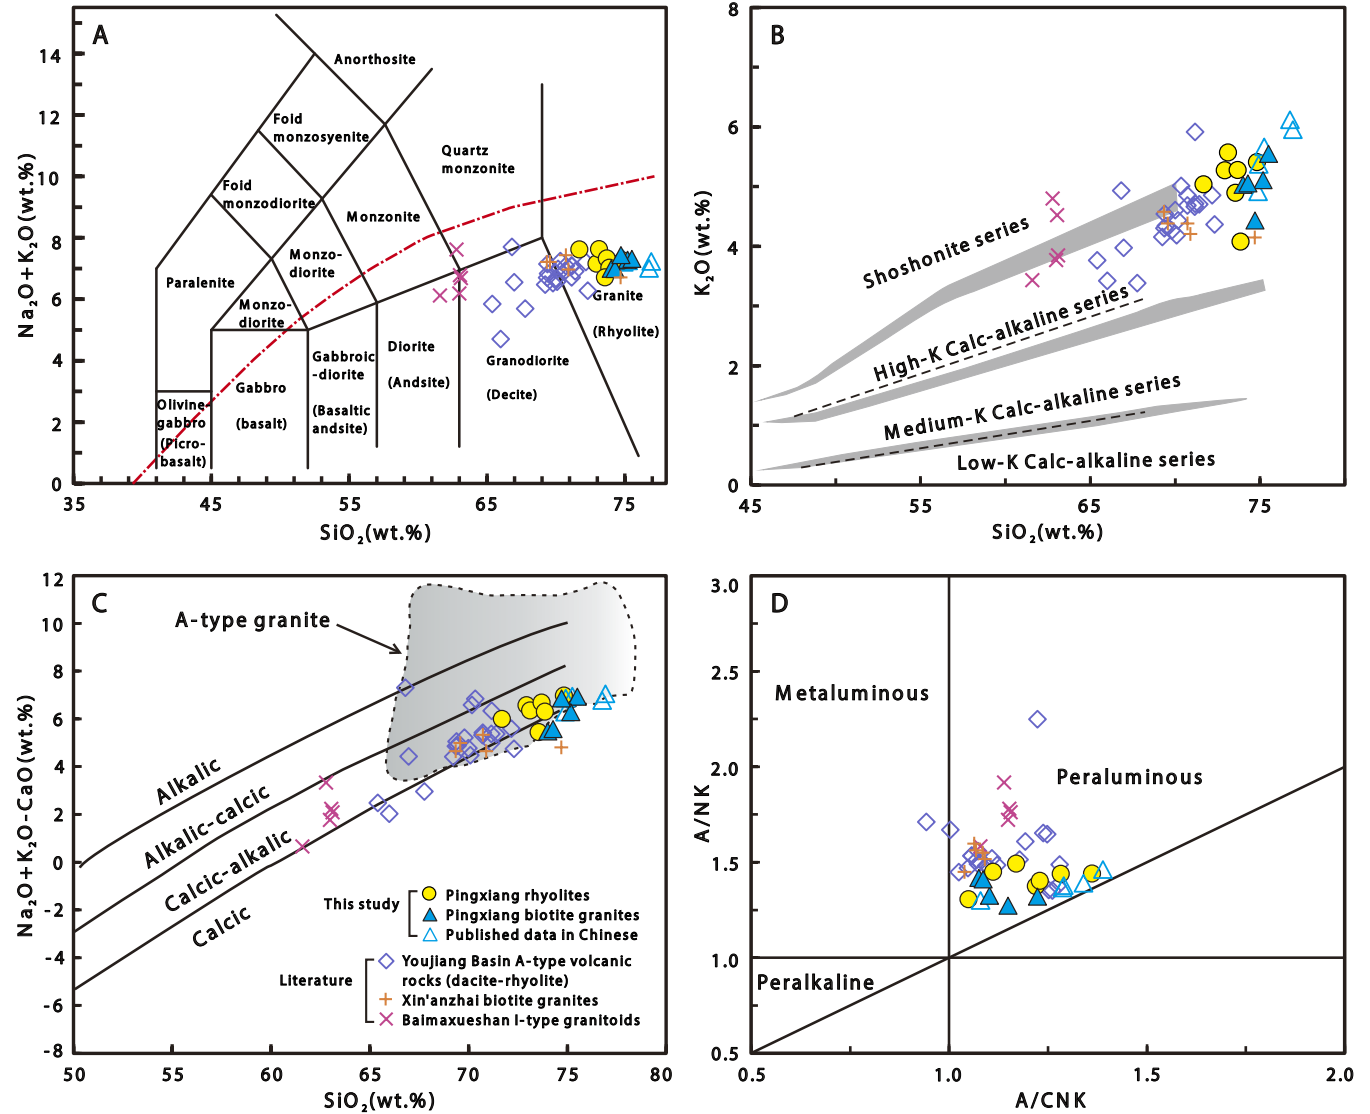 A
14
12
10
8
6
4
2
0
Na₂O+K₂O(wt.%)
Anorthosite
Foid
monzosyenite
Quartz
monzonite
Foid
monzodiorite
Monzonite
Monzo-
diorite
Paralenite
Monzo-
diorite
Granite
(Rhyolite)
Diorite
(Andsite)
Gabbroic
-diorite
(Basaltic
andsite)
Granodiorite
(Decite)
Gabbro
(basalt)
Olivine-
gabbro
(Picro-
basalt)
35
45
55
65
75
SiO₂(wt.%)
B
8
6
4
2
0
K₂O(wt.%)
Shoshonite series
High-K Calc-alkaline series
Medium-K Calc-alkaline series
Low-K Calc-alkaline series
45
55
65
75
SiO₂(wt.%)
C
12
10
8
6
4
2
0
-2
-4
-6
-8
Na₂O+K₂O-CaO(wt.%)
A-type granite
Alkalic
Alkalic-calcic
Calcic-alkalic
Calcic
This study
Pingxiang rhyolites
Pingxiang biotite granites
Published data in Chinese
Literature
Youjiang Basin A-type volcanic
rocks (dacite-rhyolite)
Xin'anzhai biotite granites
Baimaxueshan I-type granitoids
50
55
60
65
70
75
80
SiO₂(wt.%)
D
3.0
2.5
2.0
1.5
1.0
0.5
A/NK
Metaluminous
Peraluminous
Peralkaline
0.5
1.0
1.5
2.0
A/CNK